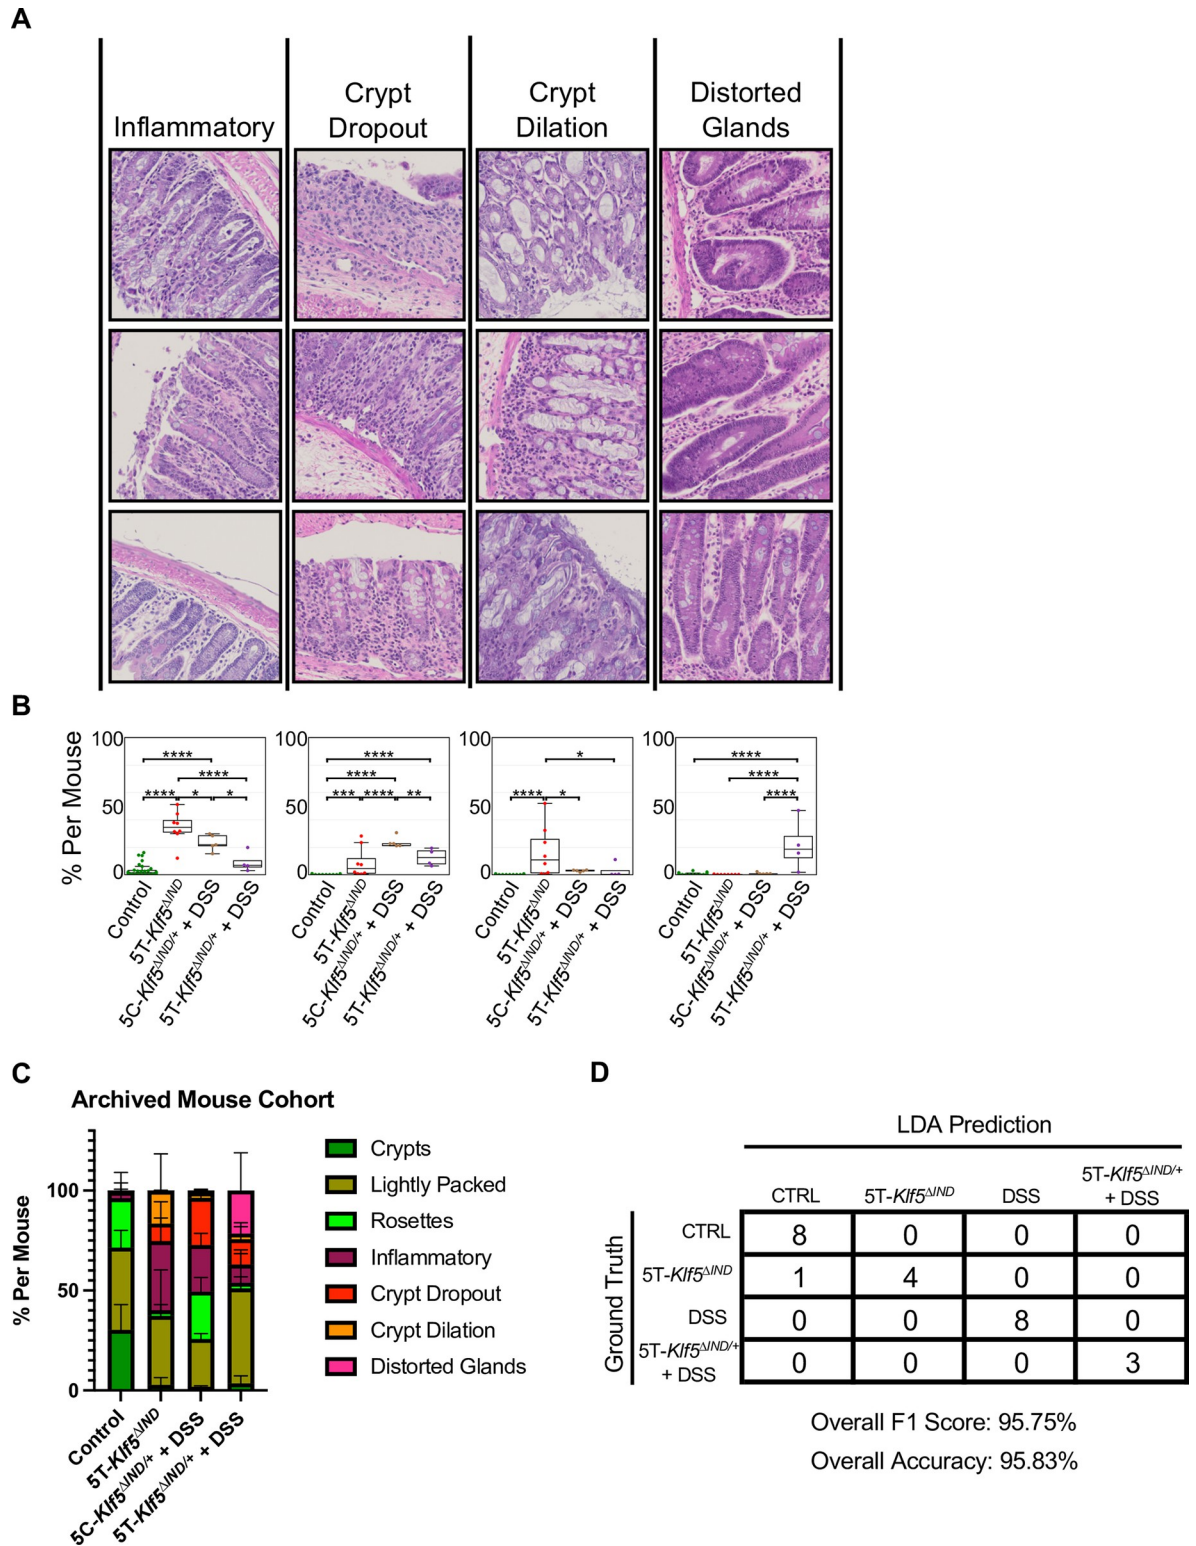 A
Inflammatory
Crypt
Dropout
Crypt
Dilation
Distorted
Glands
B
% Per Mouse
100
50
0
****
****
**** * *
Control
5T-Klf5ΔIND
5C-Klf5ΔIND/+ + DSS
5T-Klf5ΔIND/+ + DSS
100
50
0
****
****
*** **** **
Control
5T-Klf5ΔIND
5C-Klf5ΔIND/+ + DSS
5T-Klf5ΔIND/+ + DSS
100
50
0
*
**** *
Control
5T-Klf5ΔIND
5C-Klf5ΔIND/+ + DSS
5T-Klf5ΔIND/+ + DSS
100
50
0
****
****
****
Control
5T-Klf5ΔIND
5C-Klf5ΔIND/+ + DSS
5T-Klf5ΔIND/+ + DSS
C
Archived Mouse Cohort
% Per Mouse
100
50
0
Control
5T-Klf5ΔIND
5C-Klf5ΔIND/+ + DSS
5T-Klf5ΔIND/+ + DSS
Crypts
Lightly Packed
Rosettes
Inflammatory
Crypt Dropout
Crypt Dilation
Distorted Glands
D
LDA Prediction
CTRL 5T-Klf5ΔIND DSS 5T-Klf5ΔIND/+
+ DSS
Ground Truth
CTRL 8 0 0 0
5T-Klf5ΔIND 1 4 0 0
DSS 0 0 8 0
5T-Klf5ΔIND/+
+ DSS 0 0 0 3
Overall F1 Score: 95.75%
Overall Accuracy: 95.83%